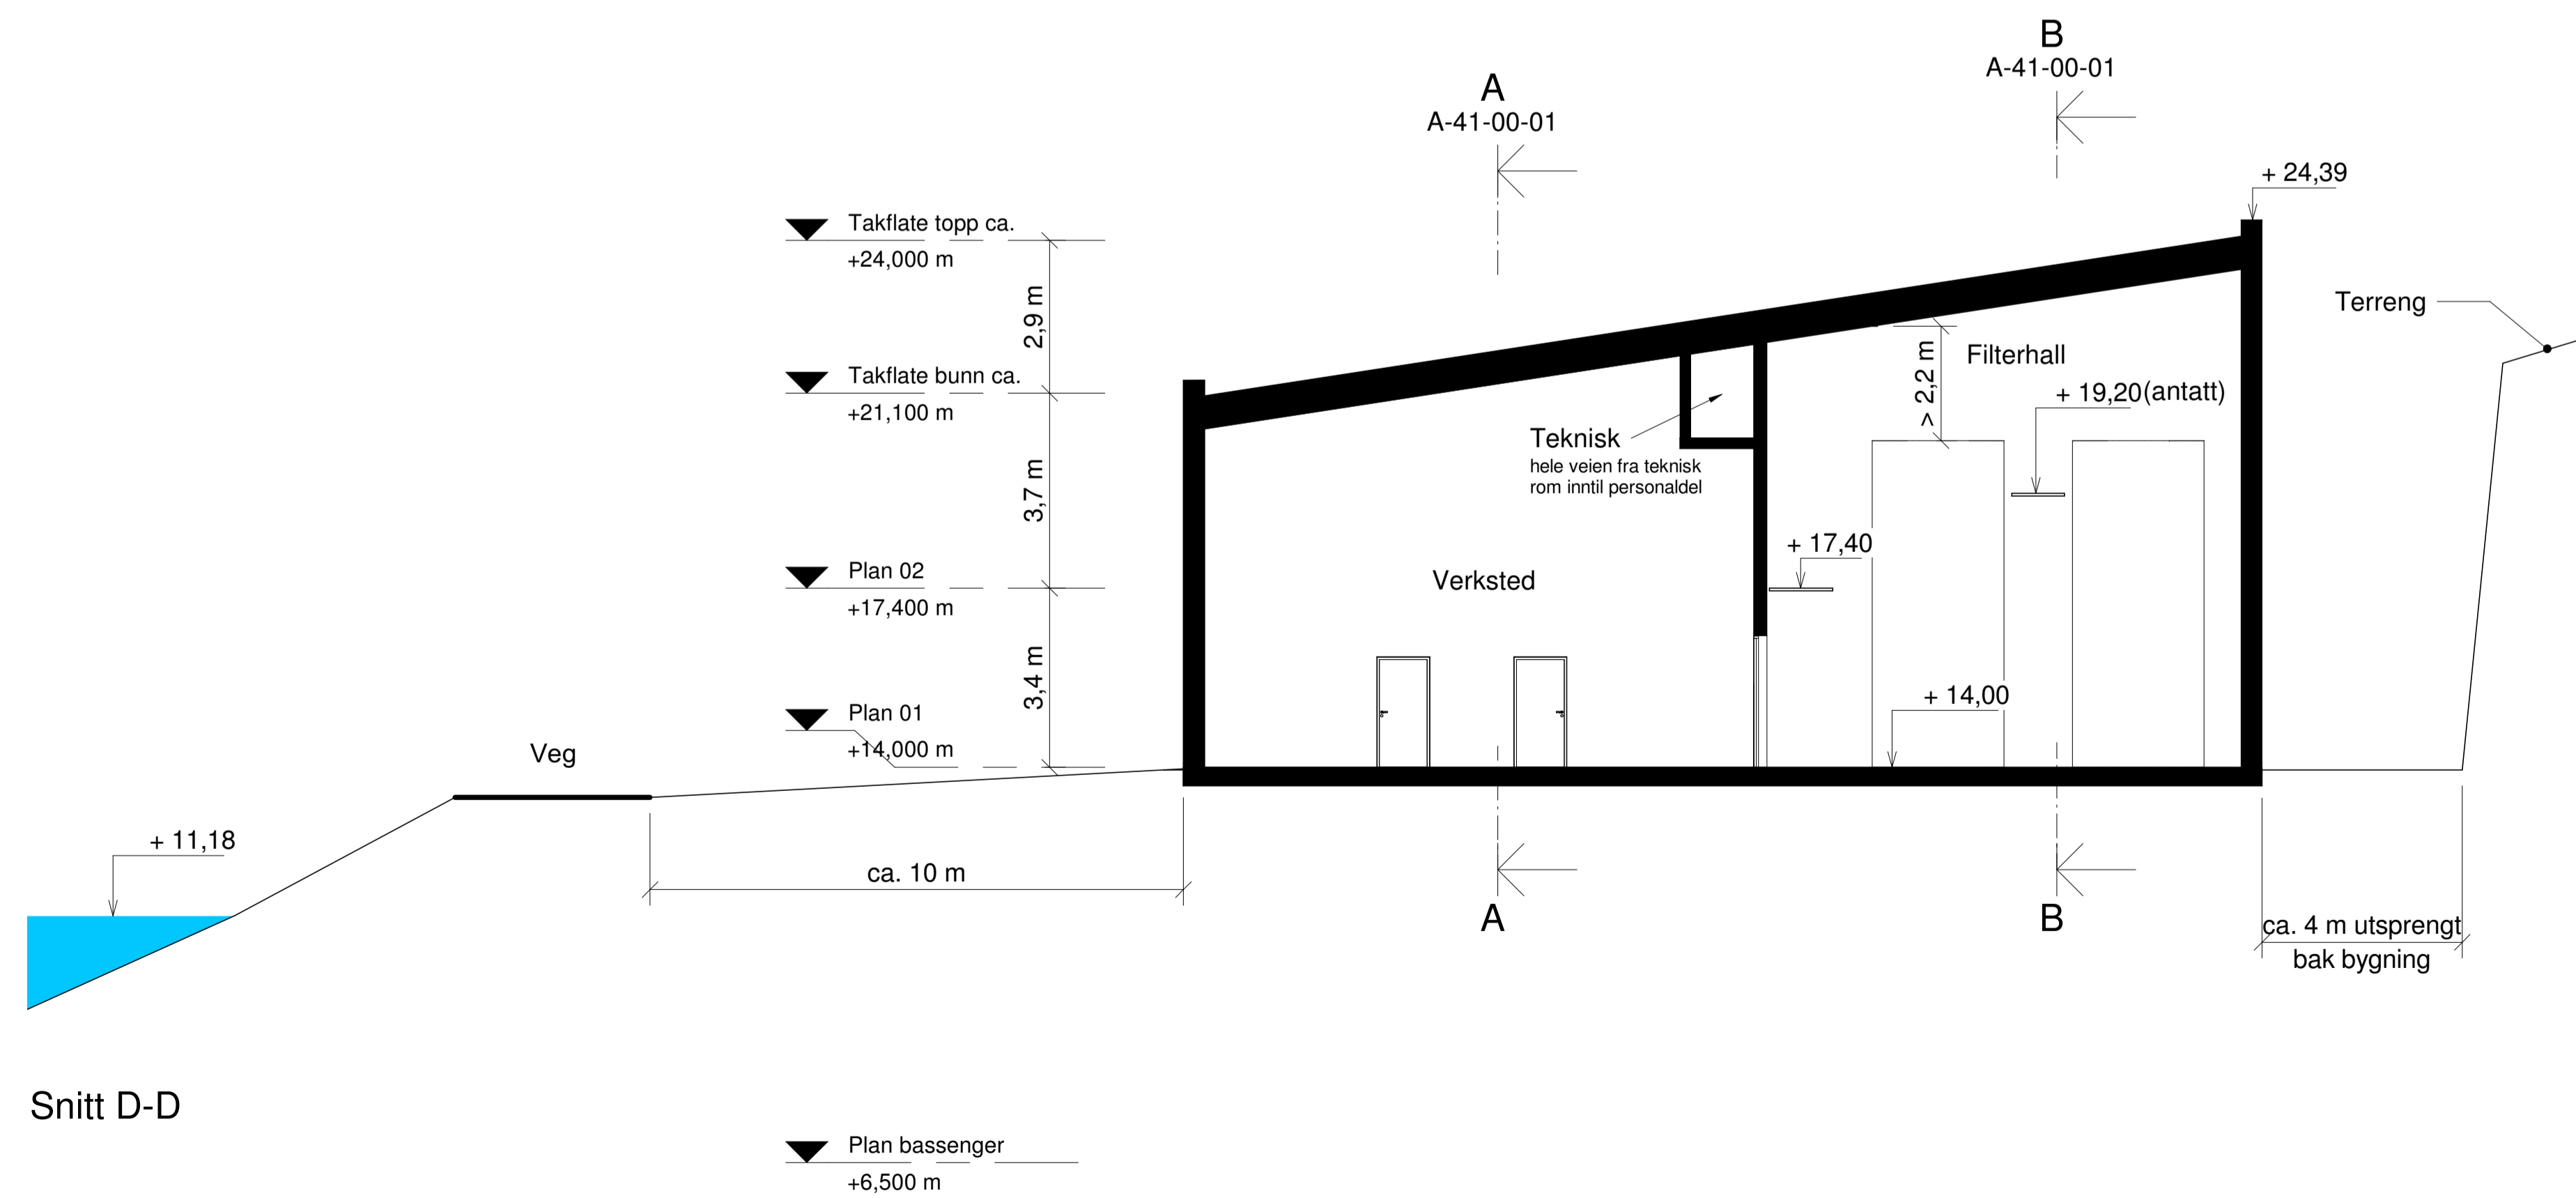 B
A-41-00-01
A
A-41-00-01
+ 24,39
Takflate topp ca.
+24,000 m
2,9 m
Terreng
Takflate bunn ca.
+21,100 m
> 2,2 m
Filterhall
+ 19,20(antatt)
Teknisk
hele veien fra teknisk
rom inntil personaldel
3,7 m
+ 17,40
Plan 02
+17,400 m
Verksted
3,4 m
+ 14,00
Plan 01
+14,000 m
Veg
+ 11,18
ca. 10 m
A
B
ca. 4 m utsprengt
bak bygning
Snitt D-D
Plan bassenger
+6,500 m